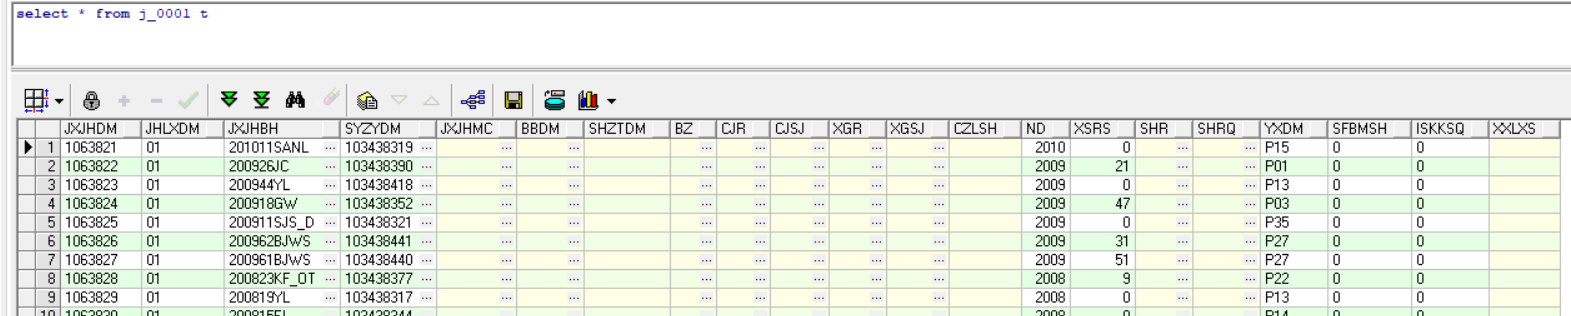 select * from j_0001 t
JXJHDM JHLXDM JXJHBH SYZYDM JXJHMC BBDM SHZTDM BZ CJR CJSJ XGR XGSJ CZLSH ND XSRS SHR SHRQ YXDM SFBMSH ISKKSQ XXLXS
1 1063821 01 201011SANL ... 103438319 ... ... ... ... ... ... ... ... ... 2010 0 ... ... P15 0 0
2 1063822 01 200926JC ... 103438390 ... ... ... ... ... ... ... ... ... 2009 21 ... ... P01 0 0
3 1063823 01 200944YL ... 103438418 ... ... ... ... ... ... ... ... ... 2009 0 ... ... P13 0 0
4 1063824 01 200918GW ... 103438352 ... ... ... ... ... ... ... ... ... 2009 47 ... ... P03 0 0
5 1063825 01 200911SJS_D ... 103438321 ... ... ... ... ... ... ... ... ... 2009 0 ... ... P35 0 0
6 1063826 01 200962BJWS ... 103438441 ... ... ... ... ... ... ... ... ... 2009 31 ... ... P27 0 0
7 1063827 01 200961BJWS ... 103438440 ... ... ... ... ... ... ... ... ... 2009 51 ... ... P27 0 0
8 1063828 01 200823KF_OT ... 103438377 ... ... ... ... ... ... ... ... ... 2008 9 ... ... P22 0 0
9 1063829 01 200819YL ... 103438317 ... ... ... ... ... ... ... ... ... 2008 0 ... ... P13 0 0
10 1063830 01 103438344 2008 0 P14 0 0